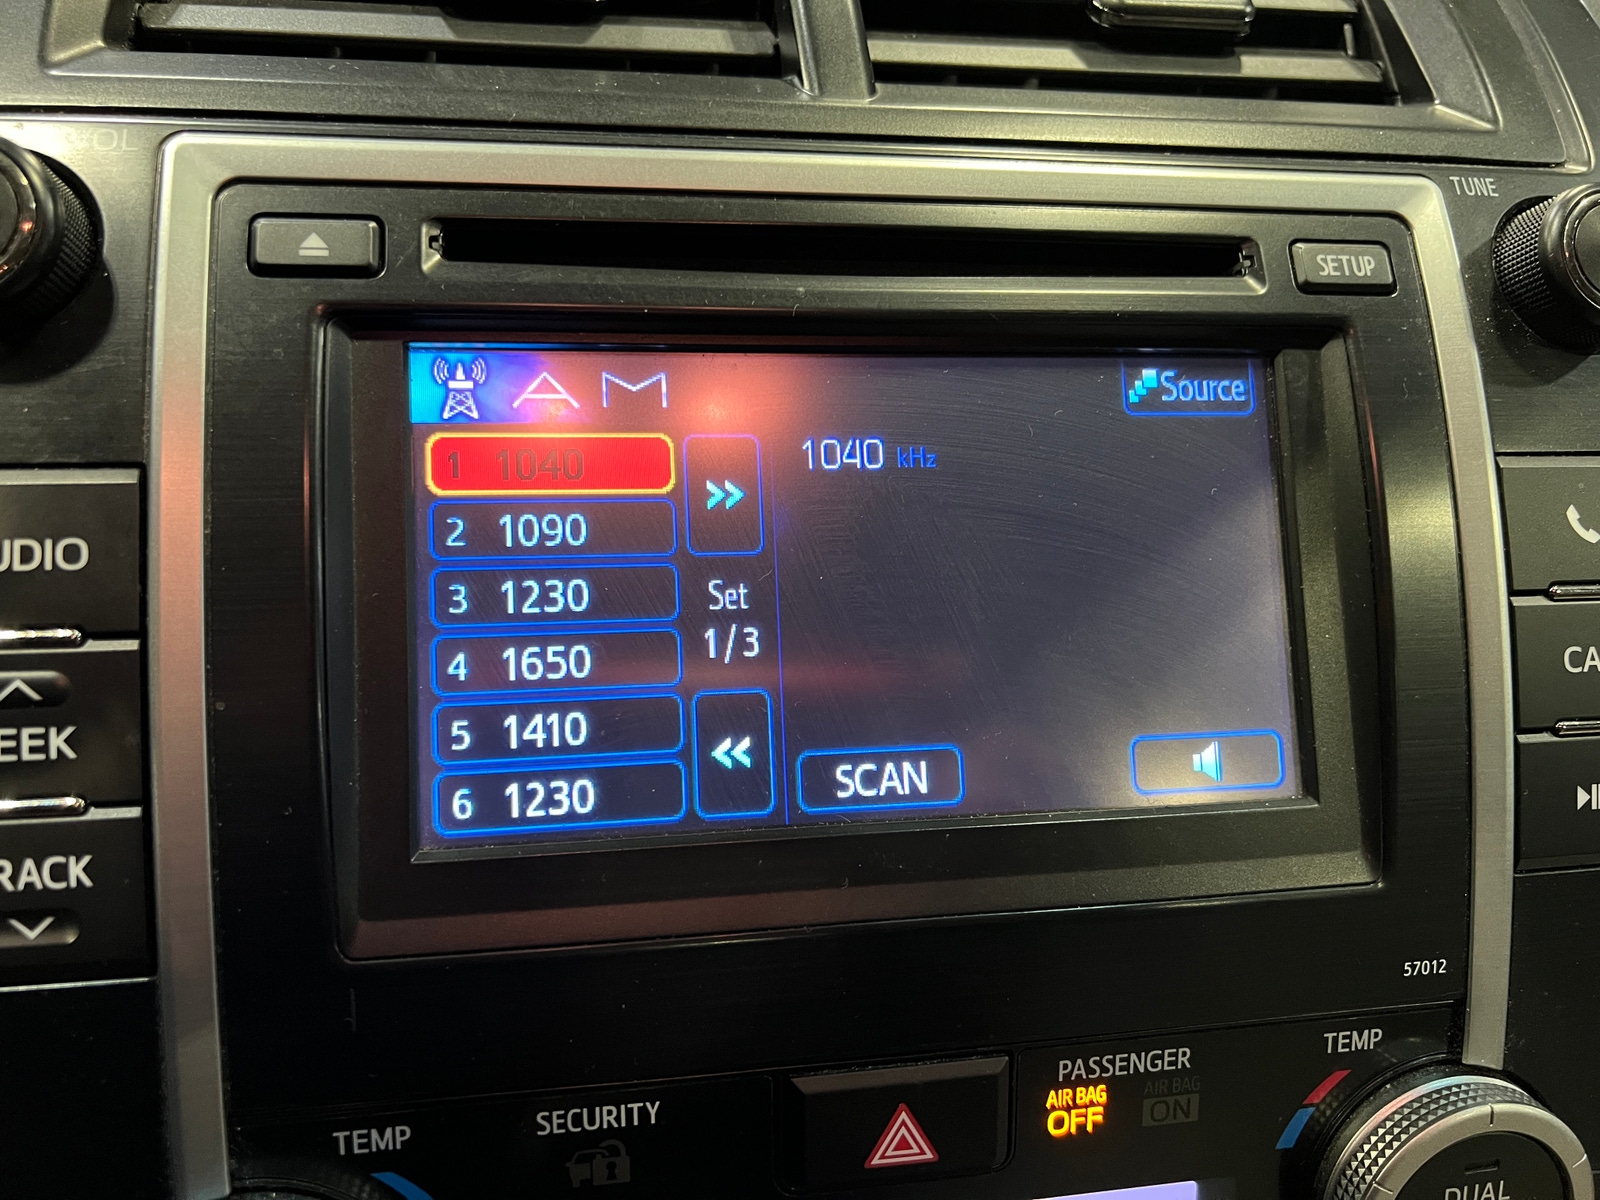 VOL
TUNE
SETUP
AM
Source
1 1040
1040 kHz
2 1090
3 1230
Set
1/3
4 1650
5 1410
6 1230
SCAN
UDIO
EEK
RACK
CA
57012
TEMP
SECURITY
PASSENGER
AIR BAG
OFF
AIR BAG
ON
TEMP
DUAL